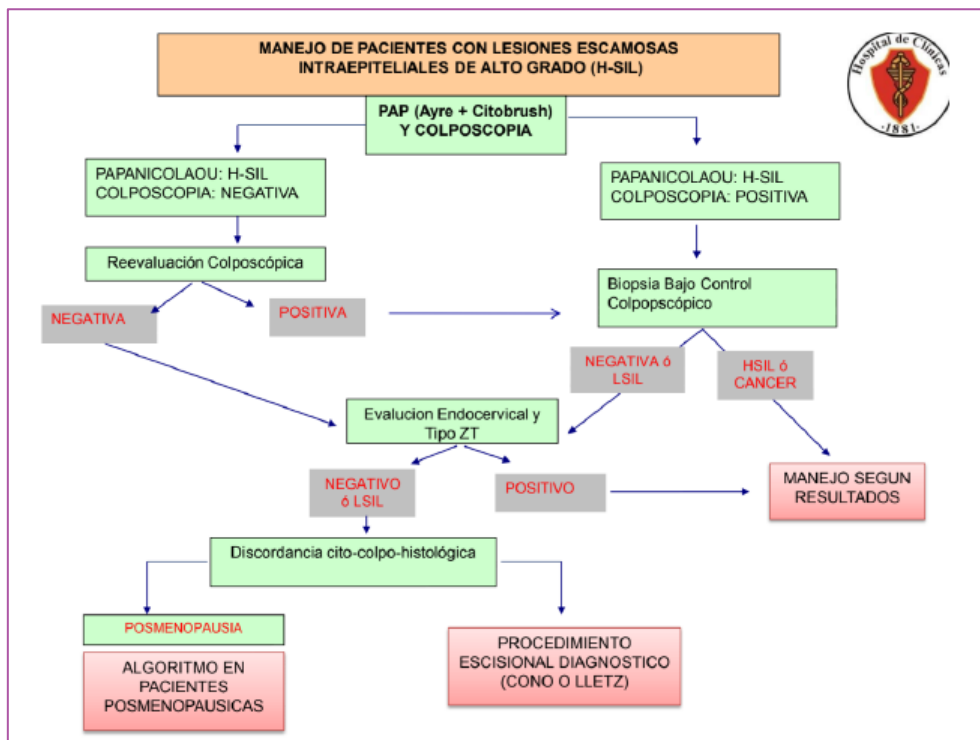 MANEJO DE PACIENTES CON LESIONES ESCAMOSAS
INTRAEPITELIALES DE ALTO GRADO (H-SIL)
Hospital de Clínicas
·1881·
PAP (Ayre + Citobrush)
Y COLPOSCOPIA
PAPANICOLAOU: H-SIL
COLPOSCOPIA: NEGATIVA
PAPANICOLAOU: H-SIL
COLPOSCOPIA: POSITIVA
Reevaluación Colposcópica
Biopsia Bajo Control
Colpopscópico
NEGATIVA
POSITIVA
NEGATIVA ó
LSIL
HSIL ó
CANCER
Evalucion Endocervical y
Tipo ZT
NEGATIVO
ó LSIL
POSITIVO
MANEJO SEGUN
RESULTADOS
Discordancia cito-colpo-histológica
POSMENOPAUSIA
ALGORITMO EN
PACIENTES
POSMENOPAUSICAS
PROCEDIMIENTO
ESCISIONAL DIAGNOSTICO
(CONO O LLETZ)